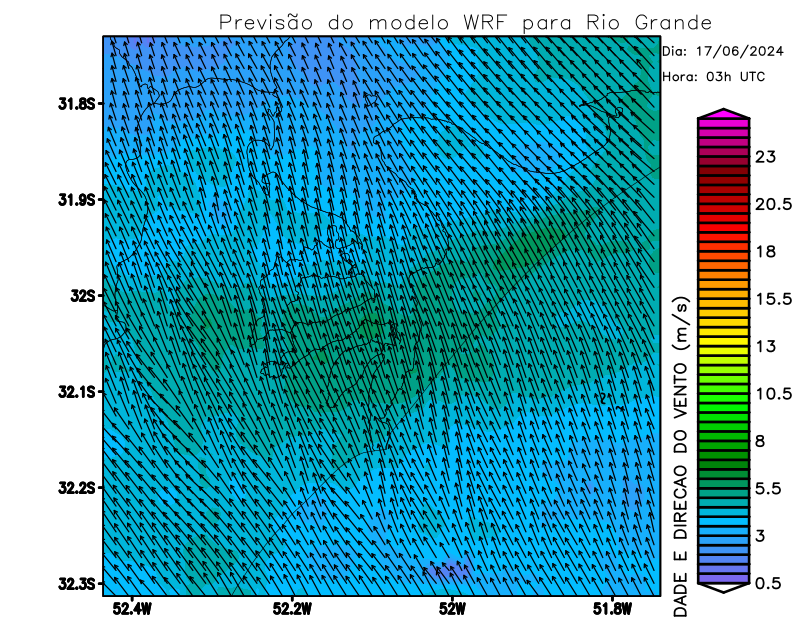 Previsão do modelo WRF para Rio Grande
Dia: 17/06/2024
Hora: 03h UTC
31.8S
31.9S
32S
32.1S
32.2S
32.3S
52.4W
52.2W
52W
51.8W
DADE E DIRECAO DO VENTO (m/s)
23
20.5
18
15.5
13
10.5
8
5.5
3
0.5